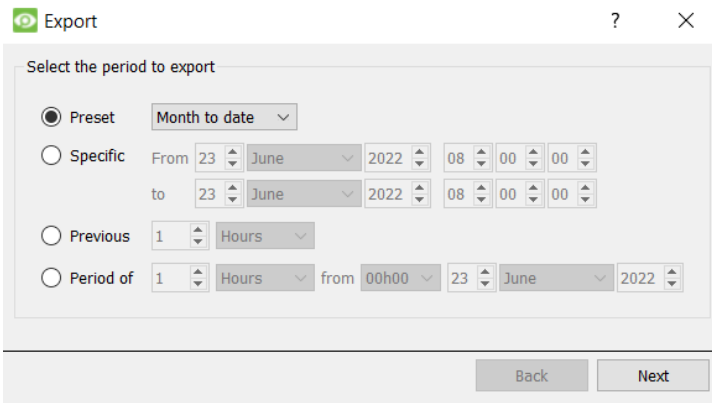 Export ?
Select the period to export
Preset Month to date
Specific From 23 June 2022 08 00 00
to 23 June 2022 08 00 00
Previous 1 Hours
Period of 1 Hours from 00h00 23 June 2022
Back Next